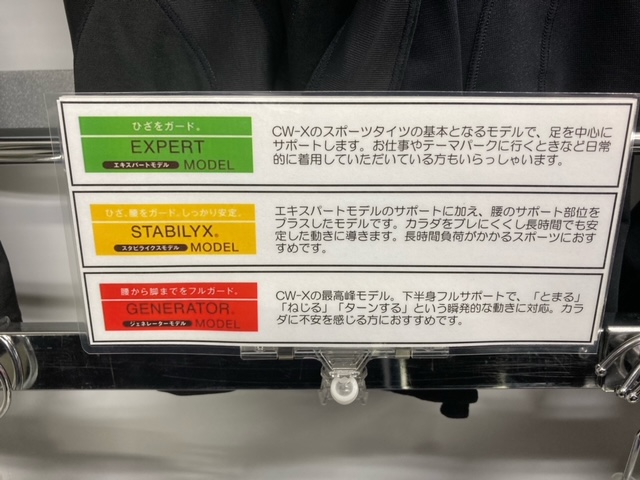 ひざをガード。
EXPERT
エキスパートモデル MODEL
CW-Xのスポーツタイツの基本となるモデルで、足を中心に
サポートします。お仕事やテーマパークに行くときなど日常
的に着用していただいている方もいらっしゃいます。
ひざ、腰をガード。しっかり安定。
STABILYX®
スタビライクスモデル MODEL
エキスパートモデルのサポートに加え、腰のサポート部位を
プラスしたモデルです。カラダをブレにくくし長時間でも安
定した動きに導きます。長時間負荷がかかるスポーツにおす
すめです。
腰から脚までをフルガード。
GENERATOR®
ジェネレーターモデル MODEL
CW-Xの最高峰モデル。下半身フルサポートで、「とまる」
「ねじる」「ターンする」という瞬発的な動きに対応。カラ
ダに不安を感じる方におすすめです。